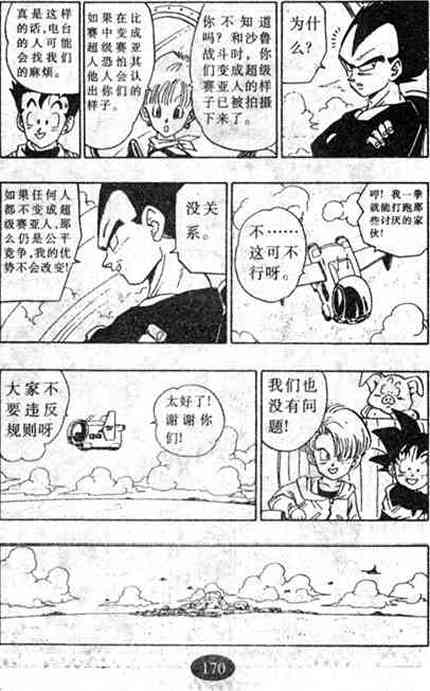 为什
么?
你不知道
吗?和沙鲁
战斗时,你
们变成超级
赛亚人的样
子已被拍摄
下来了。
如果在比
赛中变成
超级赛亚
人恐怕其
他人会认
出你们的
样子
真是这样
的话,电台
的人可能
会找我们
的麻烦。
哼!我一拳
就能打跑那
些讨厌的家
伙!
不……
这可不
行呀。
没关
系。
如果任何人
都不变成超
级赛亚人,那
么仍是公平
竞争,我的优
势不会改变!
我们也
没有问
题!
太好了!
谢谢你
们!
大家不
要违反
规则呀
170